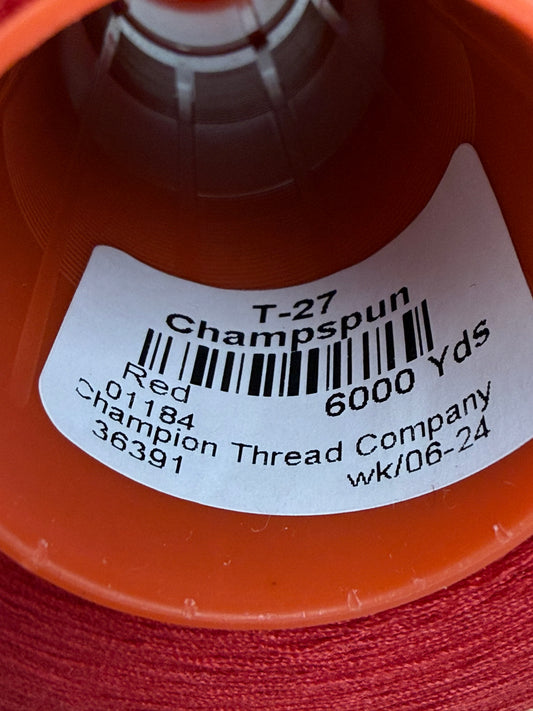 T-27
Champspun
Red 6000 Yds
01184
Champion Thread Company
36391 wk/06-24